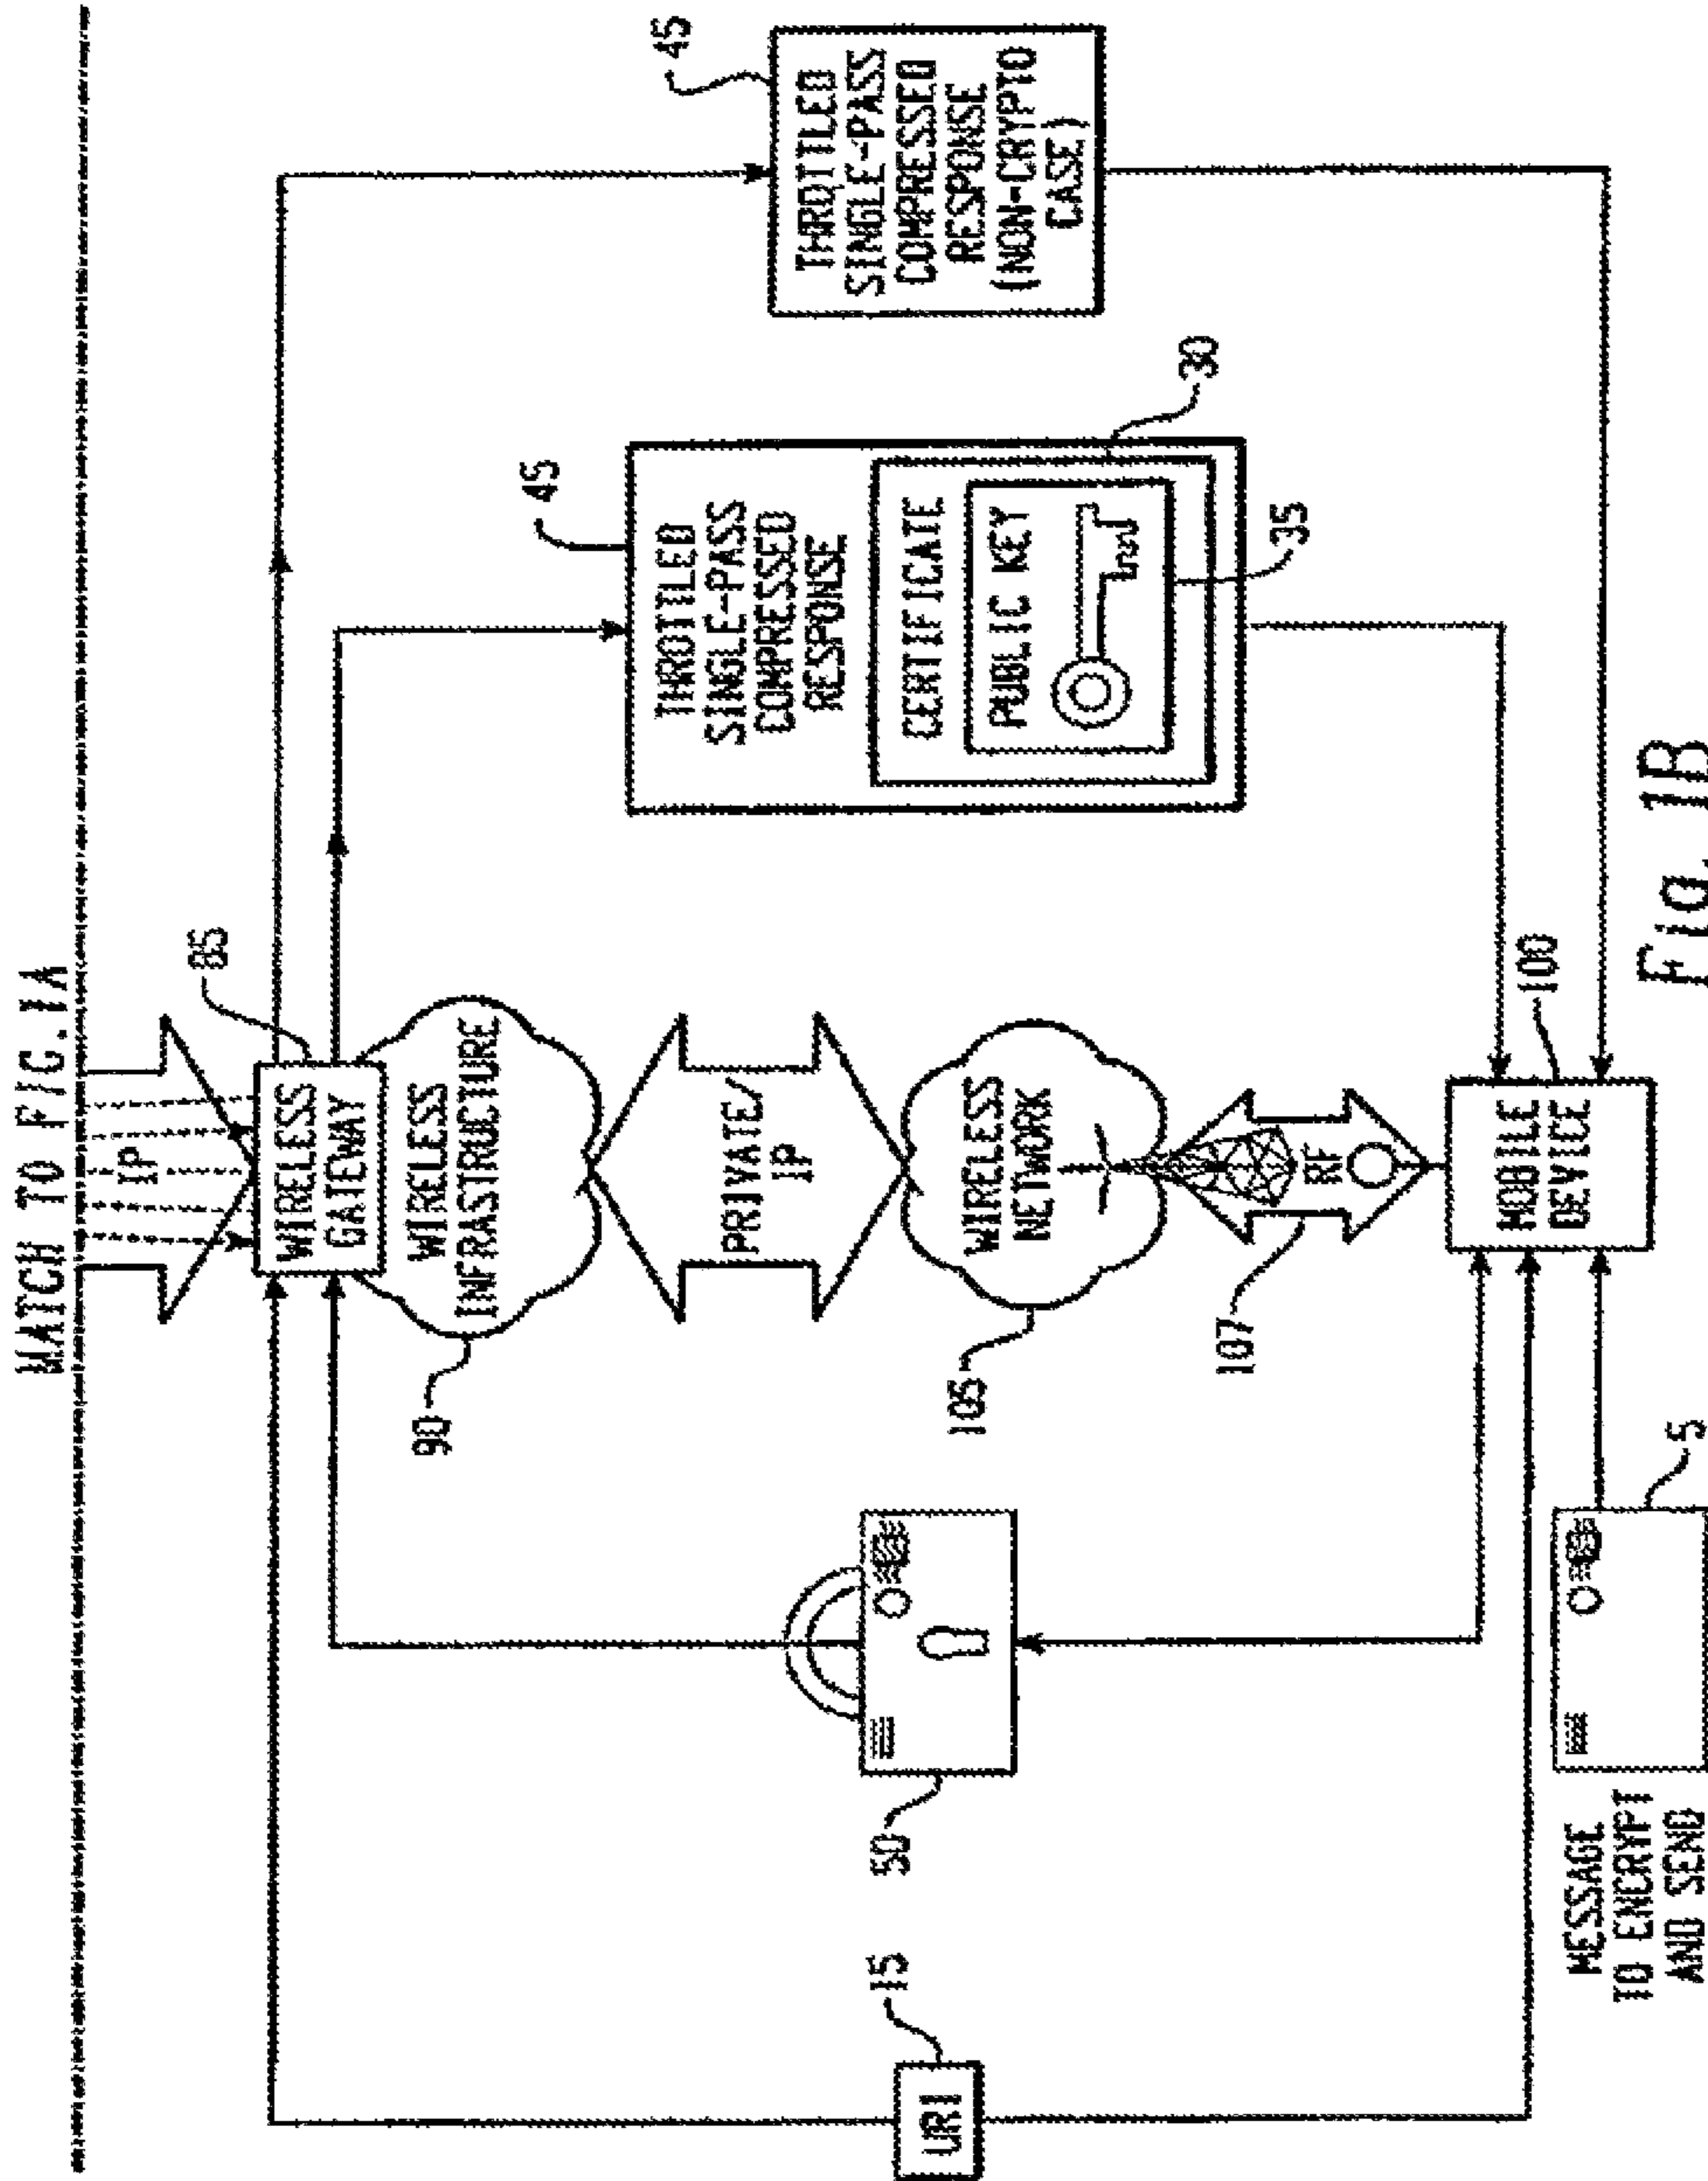 MATCH TO FIG.1A
IP
WIRELESS
GATEWAY
85
WIRELESS
INFRASTRUCTURE
90
PRIVATE/
IP
WIRELESS
NETWORK
105
RF
107
MOBILE
DEVICE
100
URI
15
50
MESSAGE
TO ENCRYPT
AND SEND
5
THROTTLED
SINGLE-PASS
COMPRESSED
RESPONSE
45
CERTIFICATE
30
PUBLIC KEY
35
THROTTLED
SINGLE-PASS
COMPRESSED
RESPONSE
(NON-CRYPTO
CASE)
45
Fig. 1B